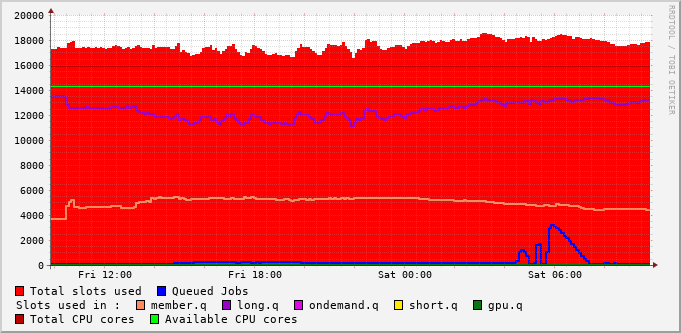 RRDTOOL / TOBI OETIKER
20000
18000
16000
14000
12000
10000
8000
6000
4000
2000
0
Fri 12:00 Fri 18:00 Sat 00:00 Sat 06:00
Total slots used Queued Jobs
Slots used in : member.q long.q ondemand.q short.q gpu.q
Total CPU cores Available CPU cores